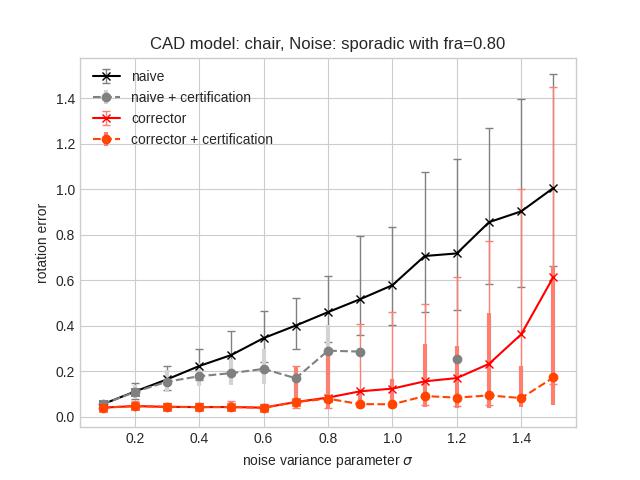 CAD model: chair, Noise: sporadic with fra=0.80
naive
naive + certification
corrector
corrector + certification
rotation error
1.4
1.2
1.0
0.8
0.6
0.4
0.2
0.0
0.2 0.4 0.6 0.8 1.0 1.2 1.4
noise variance parameter σ